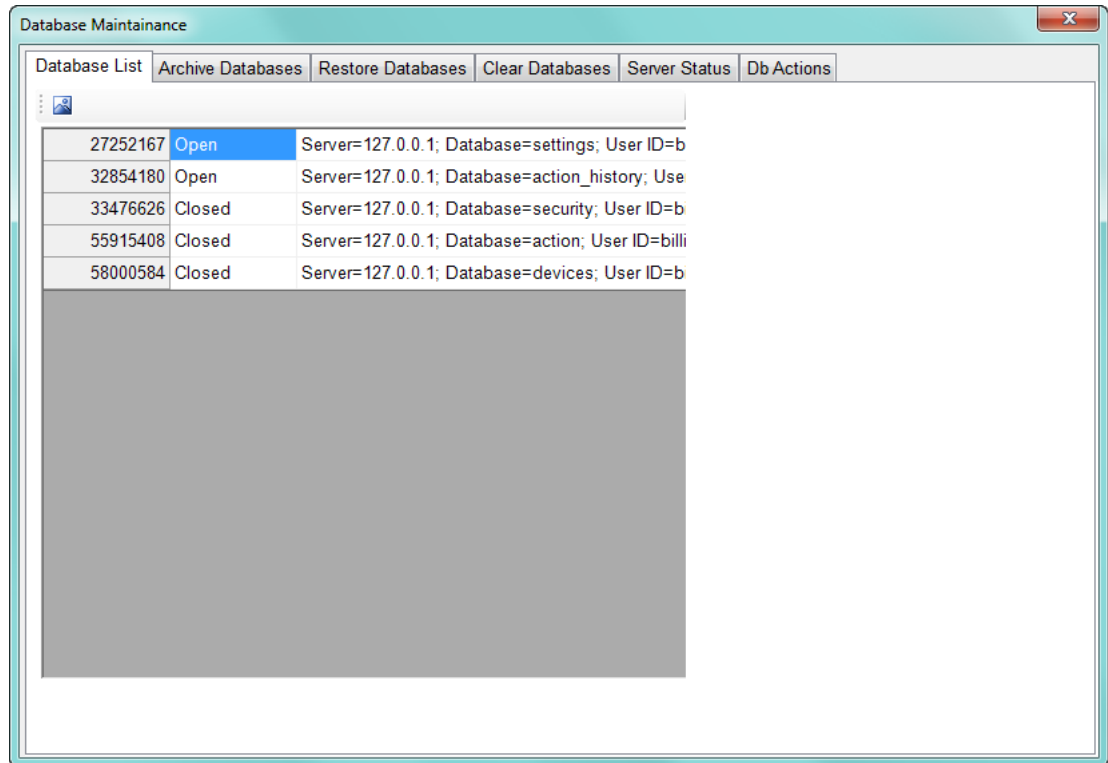 Database Maintainance
Database List Archive Databases Restore Databases Clear Databases Server Status Db Actions
27252167 Open Server=127.0.0.1; Database=settings; User ID=b
32854180 Open Server=127.0.0.1; Database=action_history; Use
33476626 Closed Server=127.0.0.1; Database=security; User ID=b
55915408 Closed Server=127.0.0.1; Database=action; User ID=billi
58000584 Closed Server=127.0.0.1; Database=devices; User ID=b